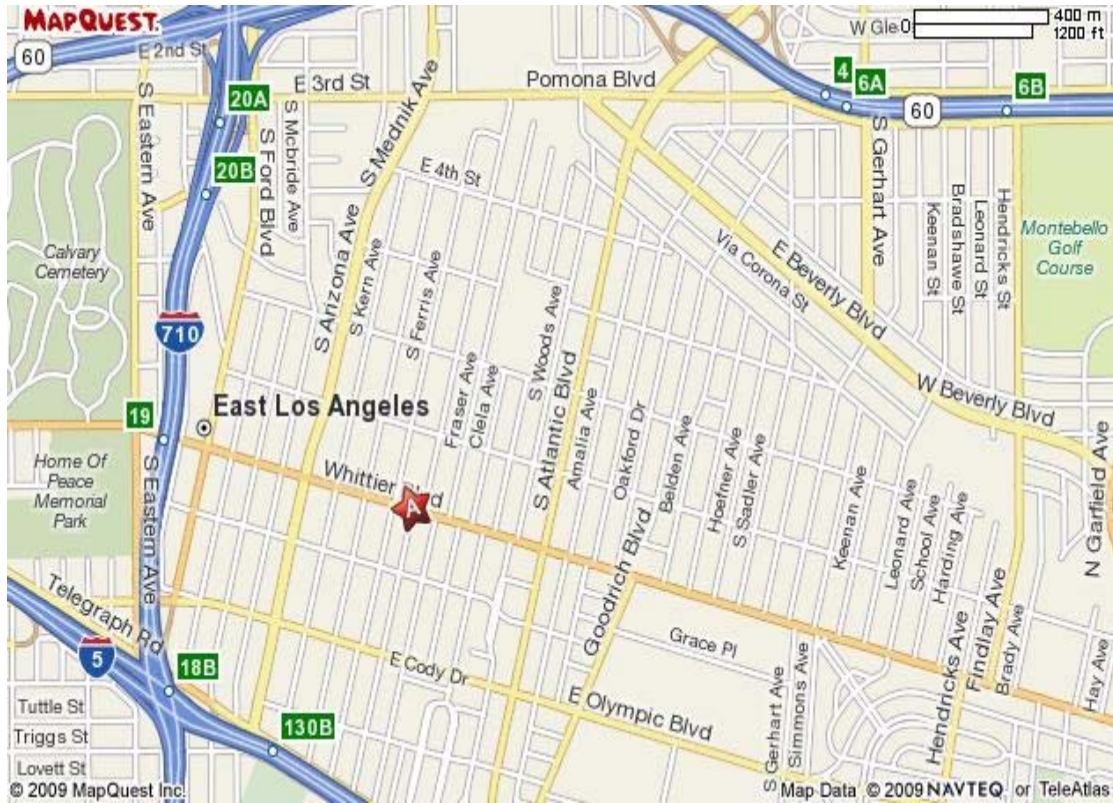 MAPQUEST.
400 m
0
1200 ft
W Gle
60
E 2nd St
E 3rd St
Pomona Blvd
4
6A
6B
60
20A
20B
S Eastern Ave
S Ford Blvd
S Mcbride Ave
S Mednik Ave
E 4th St
S Gerhart Ave
Keenan St
Bradshawe St
Leonard St
Hendricks St
Montebello
Golf
Course
Calvary
Cemetery
710
S Arizona Ave
S Kern Ave
S Ferris Ave
Fraser Ave
Clela Ave
S Woods Ave
S Atlantic Blvd
Amalia Ave
Via Corona St
E Beverly Blvd
W Beverly Blvd
19
East Los Angeles
Home Of
Peace
Memorial
Park
S Eastern Ave
Whittier Blvd
A
Oakford Dr
Belden Ave
Hoefner Ave
S Sadler Ave
Goodrich Blvd
Keenan Ave
Leonard Ave
School Ave
Harding Ave
N Garfield Ave
Telegraph Rd
5
18B
130B
E Cody Dr
E Olympic Blvd
Grace Pl
S Gerhart Ave
Simmons Ave
Hendricks Ave
Findlay Ave
Brady Ave
Hay Ave
Tuttle St
Triggs St
Lovett St
© 2009 MapQuest Inc.
Map Data © 2009 NAVTEQ or TeleAtlas